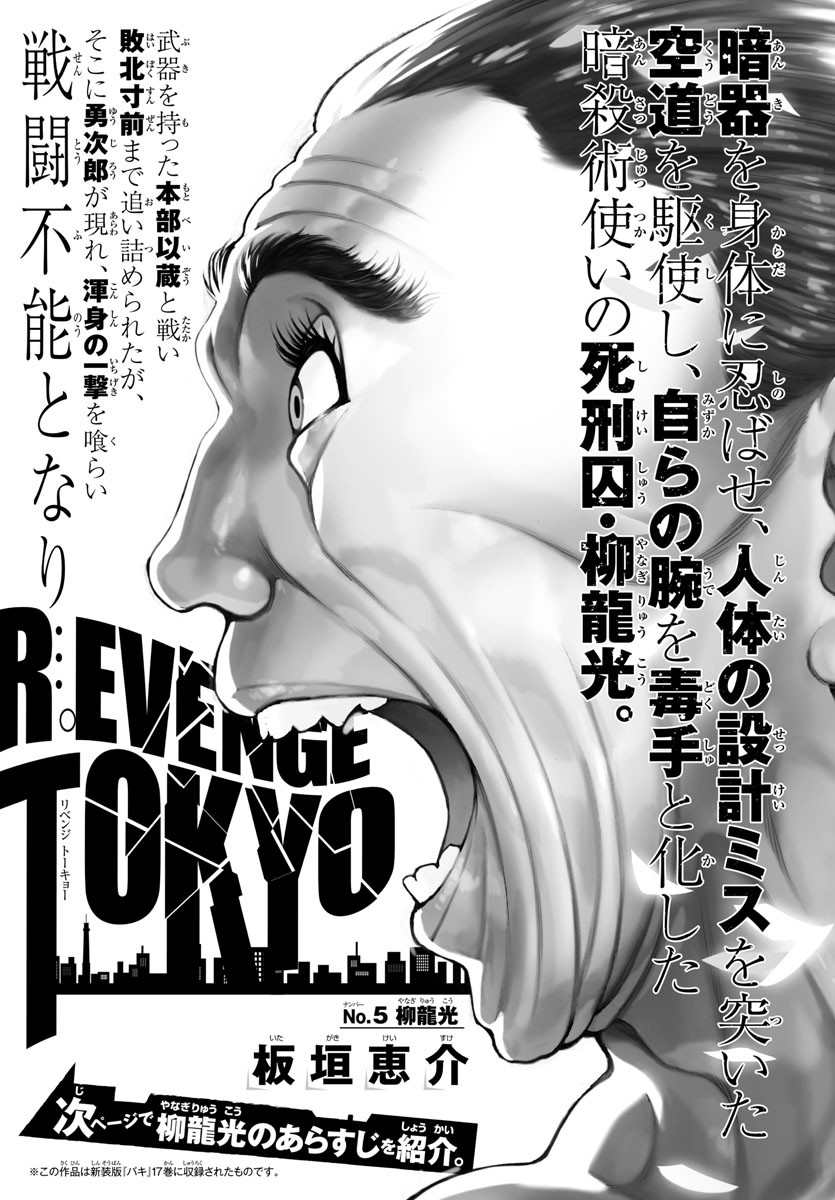 暗器を身体に忍ばせ、人体の設計ミスを突いた
空道を駆使し、自らの腕を毒手と化した
暗殺術使いの死刑囚・柳龍光。
武器を持った本部以蔵と戦い
敗北寸前まで追い詰められたが、
そこに勇次郎が現れ、渾身の一撃を喰らい
戦闘不能となり……。
REVENGE
TOKYO
リベンジ トーキョー
No.5 柳龍光
板垣恵介
次ページで柳龍光のあらすじを紹介。
※この作品は新装版『バキ』17巻に収録されたものです。